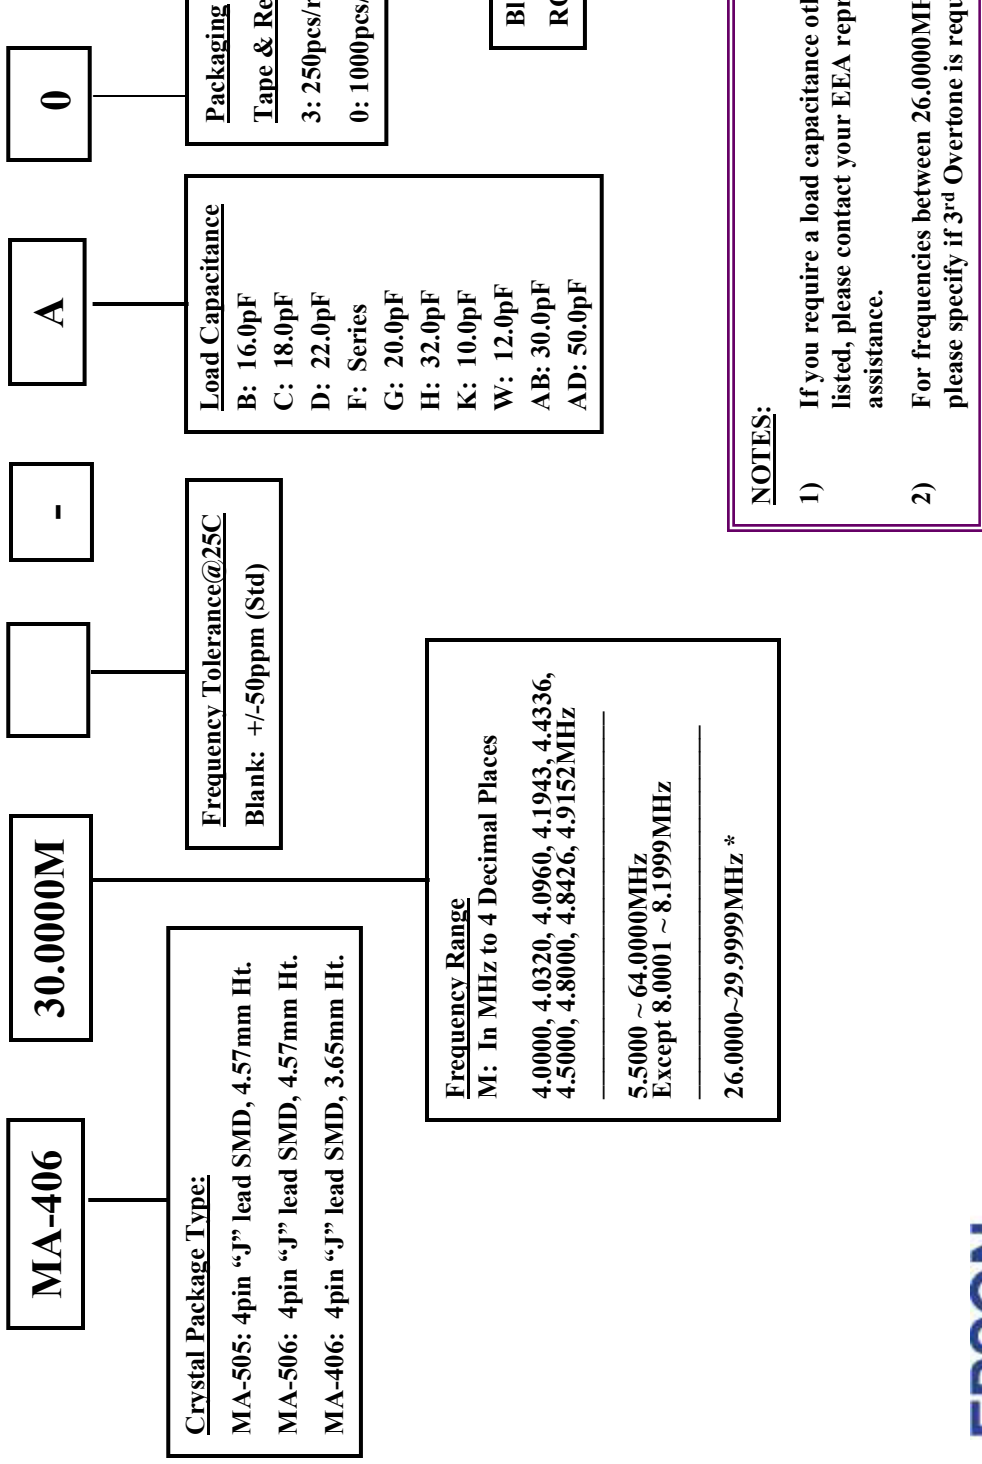 MA-406
30.0000M
-
A
0
Crystal Package Type:
MA-505: 4pin “J” lead SMD, 4.57mm Ht.
MA-506: 4pin “J” lead SMD, 4.57mm Ht.
MA-406: 4pin “J” lead SMD, 3.65mm Ht.
Frequency Range
M: In MHz to 4 Decimal Places
4.0000, 4.0320, 4.0960, 4.1943, 4.4336,
4.5000, 4.8000, 4.8426, 4.9152MHz
5.5000 ~ 64.0000MHz
Except 8.0001 ~ 8.1999MHz
26.0000~29.9999MHz *
Frequency Tolerance@25C
Blank: +/-50ppm (Std)
Load Capacitance
B: 16.0pF
C: 18.0pF
D: 22.0pF
F: Series
G: 20.0pF
H: 32.0pF
K: 10.0pF
W: 12.0pF
AB: 30.0pF
AD: 50.0pF
Packaging
Tape & Re
3: 250pcs/r
0: 1000pcs/
Bl
RO
NOTES:
1) If you require a load capacitance oth
listed, please contact your EEA repr
assistance.
2) For frequencies between 26.0000MH
please specify if 3rd Overtone is requ
EPSON